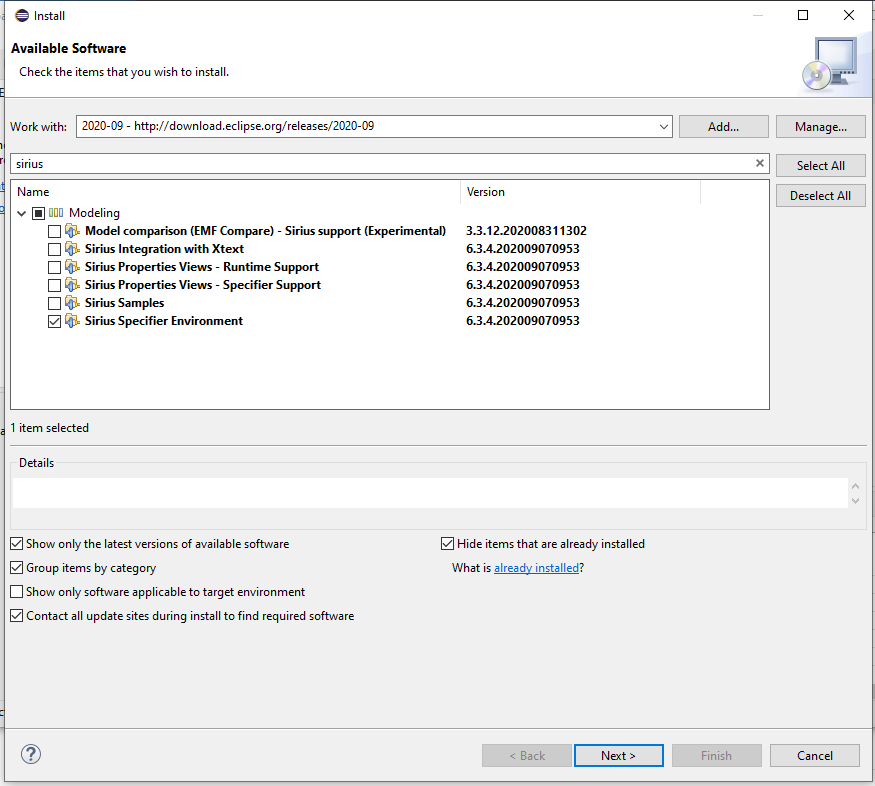 Install
Available Software
Check the items that you wish to install.
Work with: 2020-09 - http://download.eclipse.org/releases/2020-09 Add... Manage...
sirius Select All
Name Version Deselect All
Modeling
Model comparison (EMF Compare) - Sirius support (Experimental) 3.3.12.202008311302
Sirius Integration with Xtext 6.3.4.202009070953
Sirius Properties Views - Runtime Support 6.3.4.202009070953
Sirius Properties Views - Specifier Support 6.3.4.202009070953
Sirius Samples 6.3.4.202009070953
Sirius Specifier Environment 6.3.4.202009070953
1 item selected
Details
Show only the latest versions of available software Hide items that are already installed
Group items by category What is already installed?
Show only software applicable to target environment
Contact all update sites during install to find required software
? < Back Next > Finish Cancel